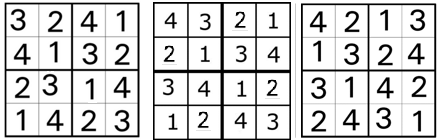 3 2 4 1 4 3 2 1 4 2 1 3
4 1 3 2 2 1 3 4 1 3 2 4
2 3 1 4 3 4 1 2 3 1 4 2
1 4 2 3 1 2 4 3 2 4 3 1